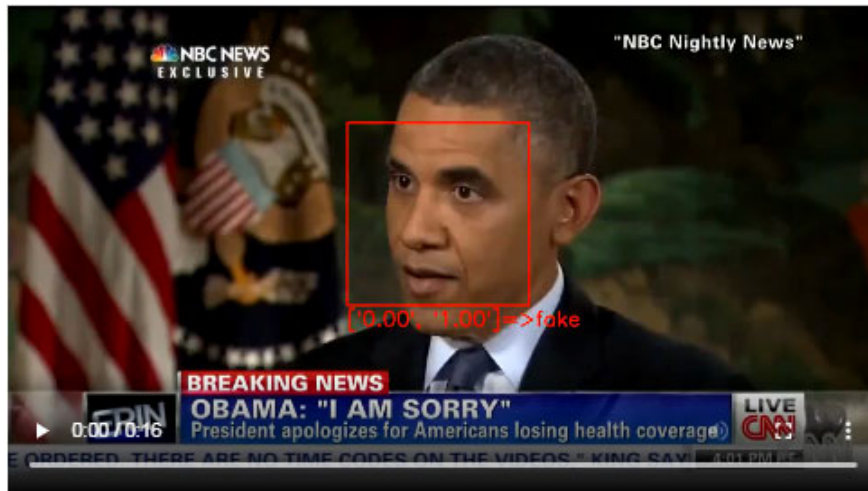 NBC NEWS
EXCLUSIVE
"NBC Nightly News"
['0.00', '1.00']=>fake
BREAKING NEWS
ERIN
OBAMA: "I AM SORRY"
President apologizes for Americans losing health coverage
LIVE
CNN
0:00 / 0:16
E ORDERED. THERE ARE NO TIME CODES ON THE VIDEOS." KING SAY
4:01 PM